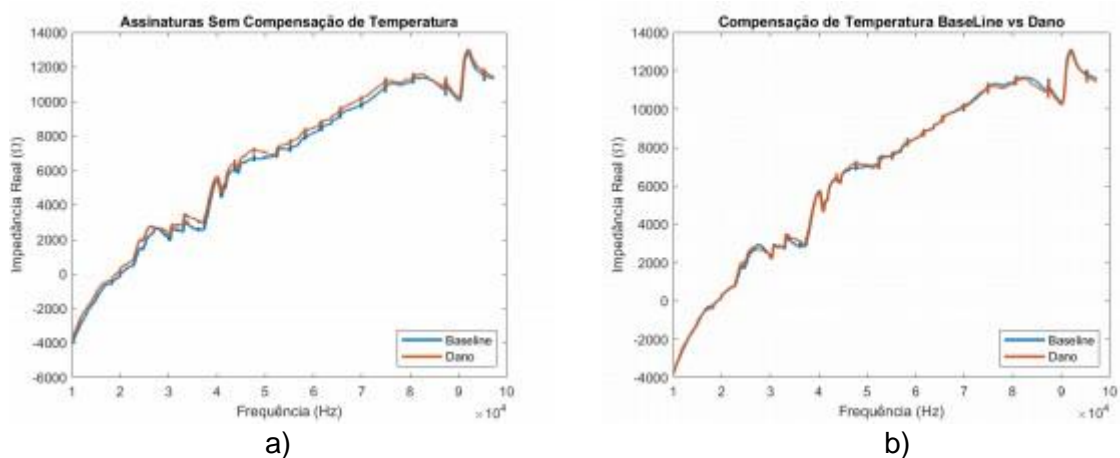 Assinaturas Sem Compensação de Temperatura
14000
12000
10000
8000
6000
4000
2000
0
-2000
-4000
-6000
Impedância Real (Ω)
Baseline
Dano
1 2 3 4 5 6 7 8 9 10
Frequência (Hz)
×10⁴
a)
Compensação de Temperatura BaseLine vs Dano
14000
12000
10000
8000
6000
4000
2000
0
-2000
-4000
Impedância Real (Ω)
Baseline
Dano
1 2 3 4 5 6 7 8 9 10
Frequência (Hz)
×10⁴
b)